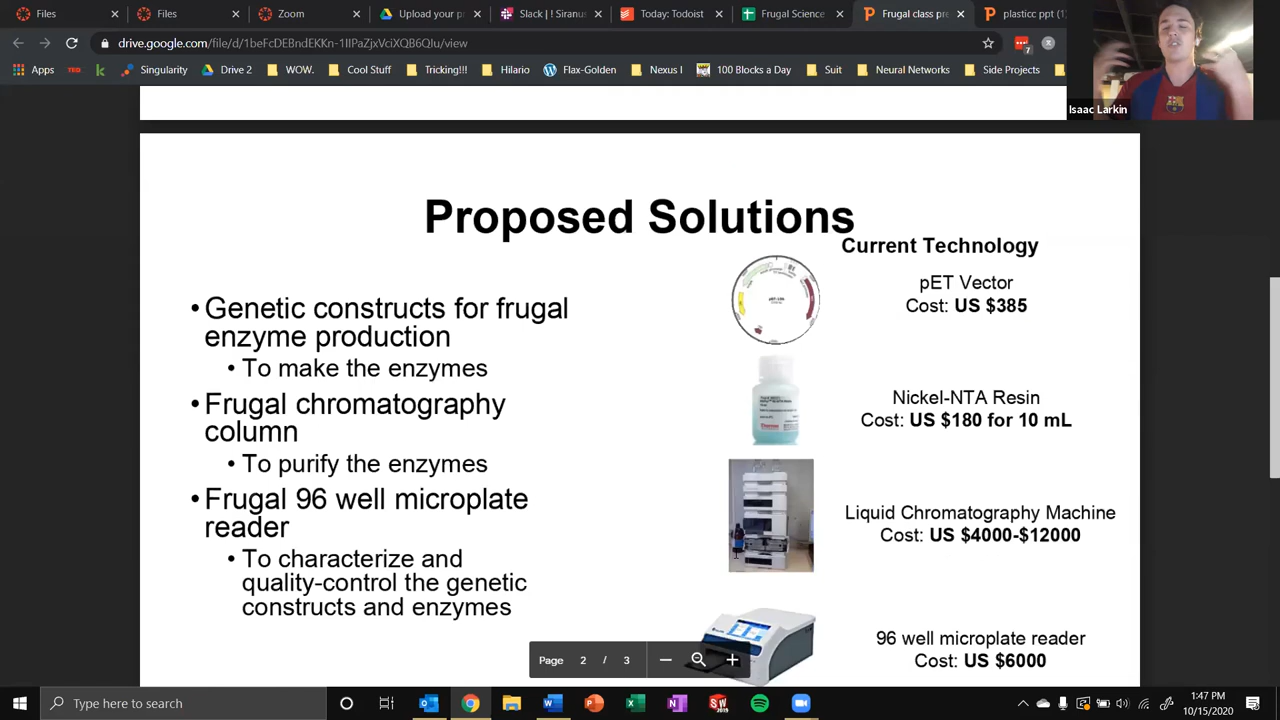 Files
Files
Zoom
Upload your p
Slack | ! Siranus
Today: Todoist
Frugal Science
Frugal class pre
plasticc ppt (1
drive.google.com/file/d/1beFcDEBndEKKn-1IIPaZjxVciXQB6QIu/view
7
Apps
TED
Singularity
Drive 2
WOW.
Cool Stuff
Tricking!!!
Hilario
Flax-Golden
Nexus I
100 Blocks a Day
Suit
Neural Networks
Side Projects
Isaac Larkin
Proposed Solutions
Current Technology
• Genetic constructs for frugal
enzyme production
• To make the enzymes
• Frugal chromatography
column
• To purify the enzymes
• Frugal 96 well microplate
reader
• To characterize and
quality-control the genetic
constructs and enzymes
pET Vector
Cost: US $385
Nickel-NTA Resin
Cost: US $180 for 10 mL
Liquid Chromatography Machine
Cost: US $4000-$12000
96 well microplate reader
Cost: US $6000
Page 2 / 3
Type here to search
1:47 PM
10/15/2020